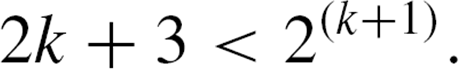 2k + 3 < 2^{(k+1)}.